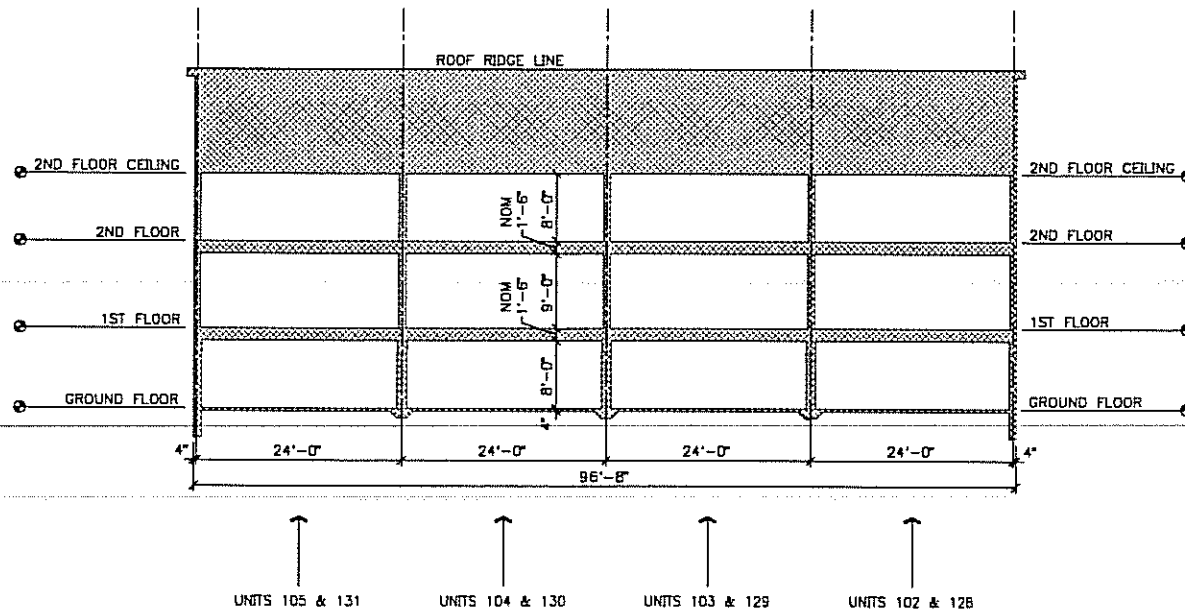 ROOF RIDGE LINE
2ND FLOOR CEILING
2ND FLOOR CEILING
NOM
1'-6"
8'-0"
2ND FLOOR
2ND FLOOR
NOM
1'-6"
9'-0"
1ST FLOOR
1ST FLOOR
8'-0"
GROUND FLOOR
GROUND FLOOR
4"
4"
24'-0"
24'-0"
24'-0"
24'-0"
4"
96'-8"
UNITS 105 & 131
UNITS 104 & 130
UNITS 103 & 129
UNITS 102 & 128